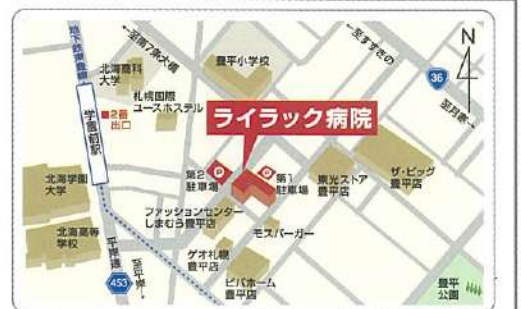 地下鉄東豊線
←至南7条大橋
←至すすきの
N
豊平小学校
北海商科
大学
札幌国際
ユースホステル
36
至月寒→
■2番
出口
学園前駅
ライラック病院
P
P
第2
駐車場
第1
駐車場
東光ストア
豊平店
ザ・ビッグ
豊平店
北海学園
大学
ファッションセンター
しまむら豊平店
モスバーガー
北海高等
学校
平岸通
至平岸→
ゲオ札幌
豊平店
453
ビバホーム
豊平店
豊平
公園